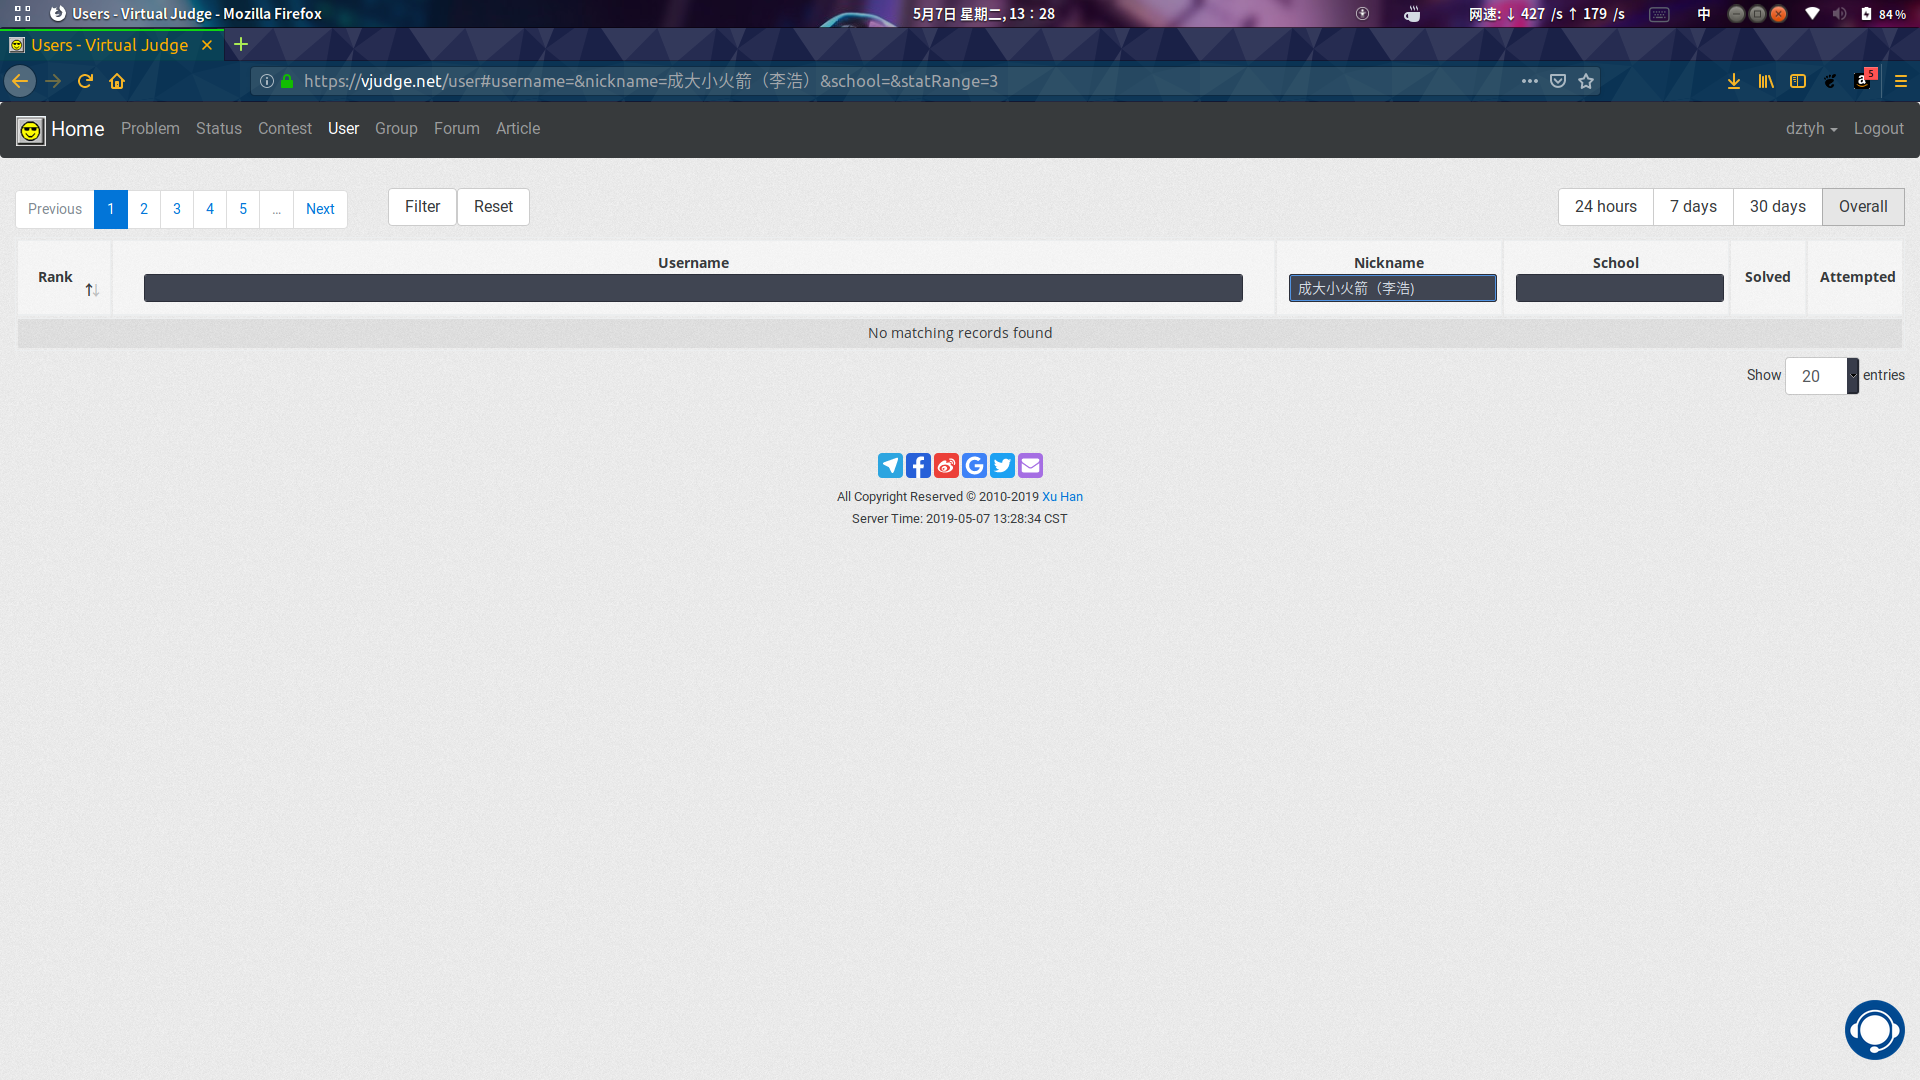 Users - Virtual Judge - Mozilla Firefox
5月7日 星期二, 13：28
网速: ↓ 427 /s ↑ 179 /s
中
84 %
Users - Virtual Judge
https://vjudge.net/user#username=&nickname=成大小火箭（李浩）&school=&statRange=3
5
Home Problem Status Contest User Group Forum Article
dztyh Logout
Previous 1 2 3 4 5 ... Next
Filter Reset
24 hours 7 days 30 days Overall
Rank Username Nickname School Solved Attempted
成大小火箭（李浩)
No matching records found
Show 20 entries
All Copyright Reserved © 2010-2019 Xu Han
Server Time: 2019-05-07 13:28:34 CST